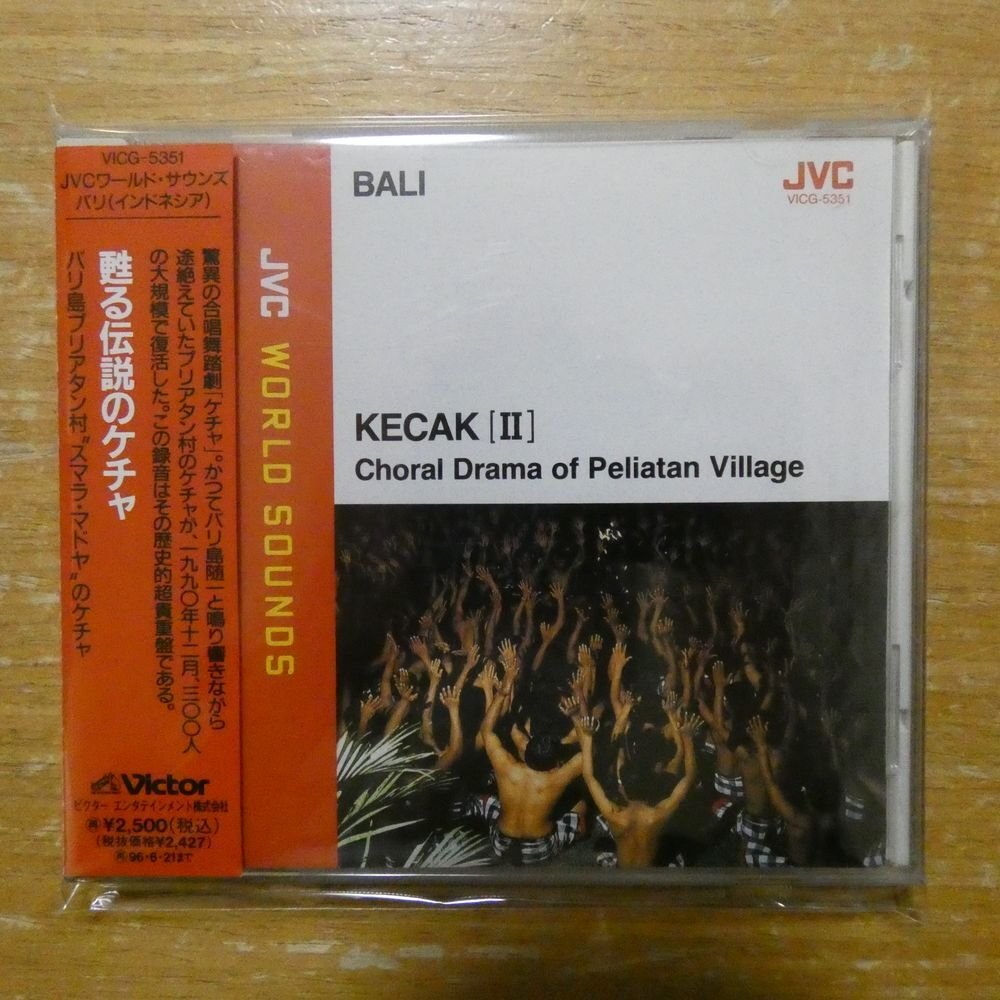 VICG-5351
JVCワールド・サウンズ
バリ(インドネシア)
驚異の合唱舞踏劇「ケチャ」。かつてバリ島随一と鳴り響きながら
途絶えていたプリアタン村のケチャが、一九九〇年十二月、三〇〇人
の大規模で復活した。この録音はその歴史的超貴重盤である。
甦る伝説のケチャ
バリ島プリアタン村"スマラ・マドヤ"のケチャ
Victor
ビクター エンタテインメント株式会社
再¥2,500(税込)
(税抜価格¥2,427)
再96・6・21まで
JVC WORLD SOUNDS
BALI
JVC
VICG-5351
KECAK [II]
Choral Drama of Peliatan Village